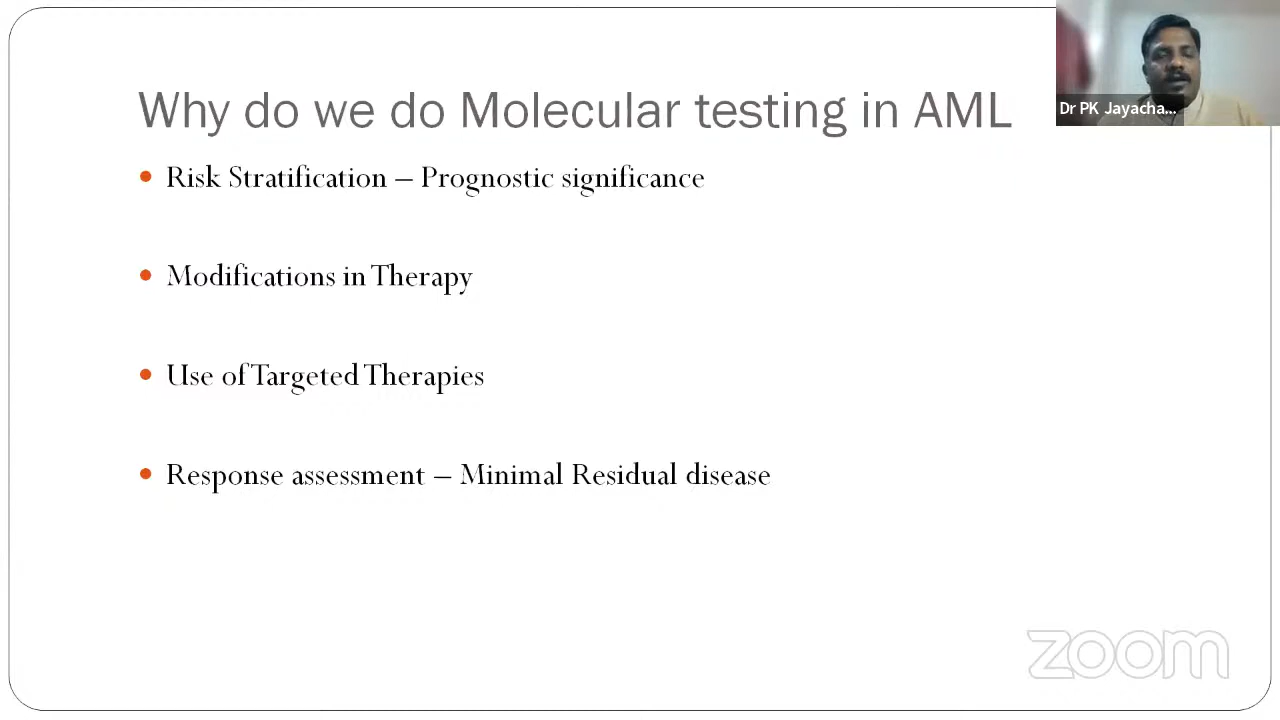 Why do we do Molecular testing in AML
Dr PK Jayacha...
Risk Stratification – Prognostic significance
Modifications in Therapy
Use of Targeted Therapies
Response assessment – Minimal Residual disease
zoom